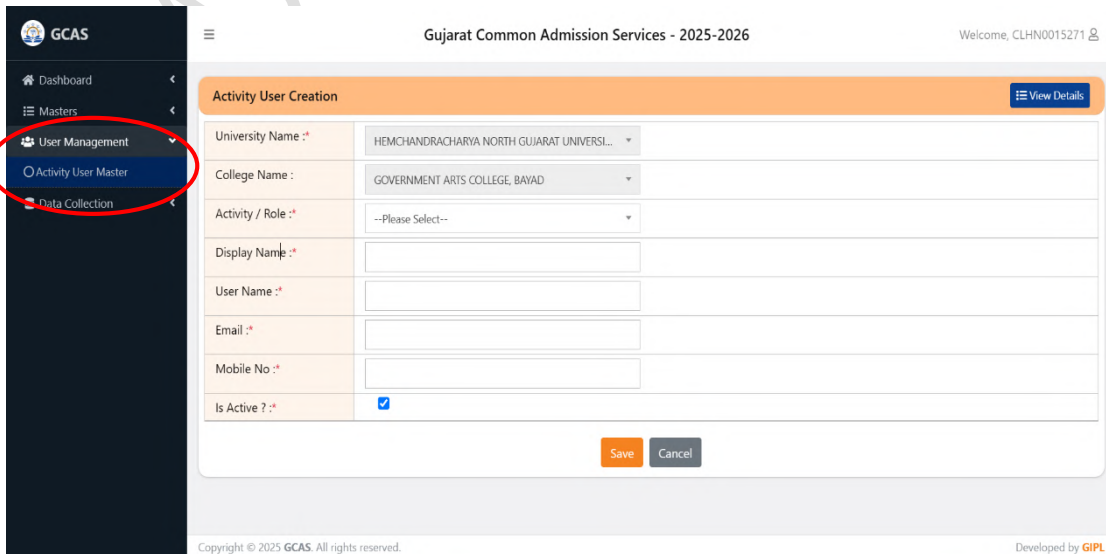 GCAS
Gujarat Common Admission Services - 2025-2026
Welcome, CLHN0015271
Dashboard
Masters
User Management
Activity User Master
Data Collection
Activity User Creation
View Details
University Name :*
HEMCHANDRACHARYA NORTH GUJARAT UNIVERSI...
College Name :
GOVERNMENT ARTS COLLEGE, BAYAD
Activity / Role :*
--Please Select--
Display Name :*
User Name :*
Email :*
Mobile No :*
Is Active ? :*
Save
Cancel
Copyright © 2025 GCAS. All rights reserved.
Developed by GIPL